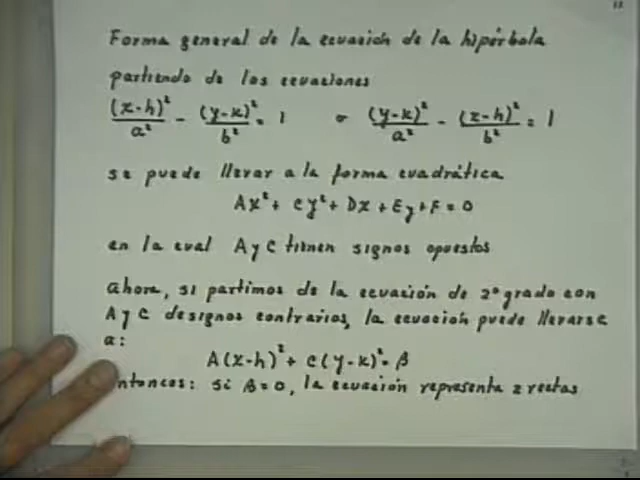 Forma general de la ecuación de la hipérbola
partiendo de las ecuaciones
(x-h)²/a² - (y-k)²/b² = 1 o (y-k)²/a² - (x-h)²/b² = 1
se puede llevar a la forma cuadrática
Ax² + Cy² + Dx + Ey + F = 0
en la cual A y C tienen signos opuestos
ahora, si partimos de la ecuación de 2º grado con
A y C de signos contrarios, la ecuación puede llevarse
a:
A(x-h)² + C(y-k)² = β
entonces: si β=0, la ecuación representa 2 rectas